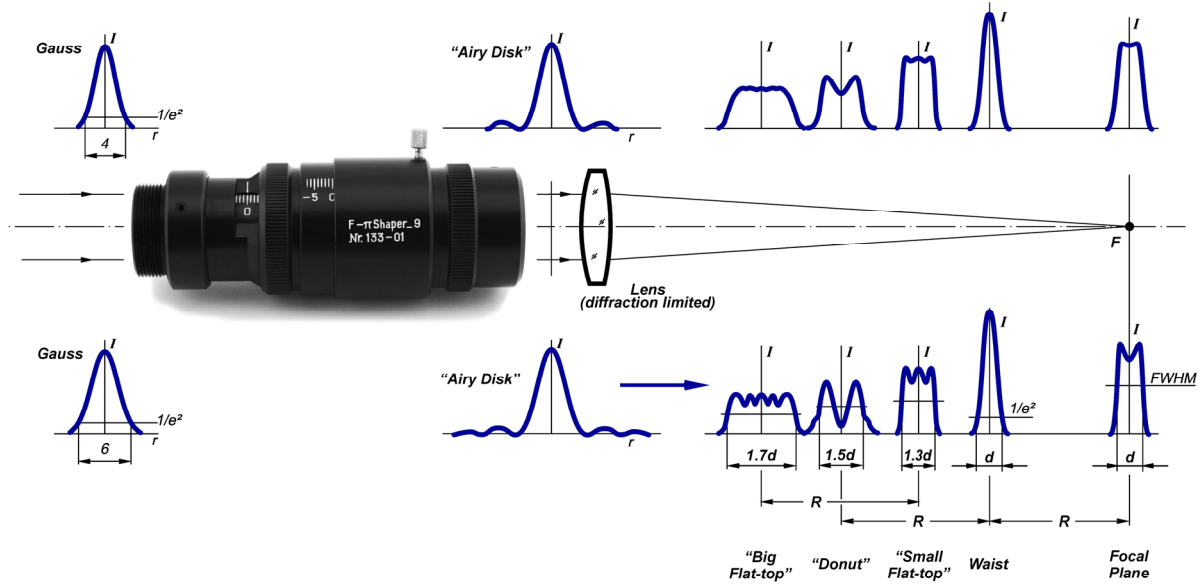 Gauss
I
1/e²
r
4
"Airy Disk"
I
r
I
I
I
I
I
-5 0
0
F-πShaper_9
Nr. 133-01
F
Lens
(diffraction limited)
Gauss
I
1/e²
r
6
"Airy Disk"
I
r
I
I
I
I
I
FWHM
1/e²
1.7d
1.5d
1.3d
d
d
R
R
R
"Big
Flat-top"
"Donut"
"Small
Flat-top"
Waist
Focal
Plane